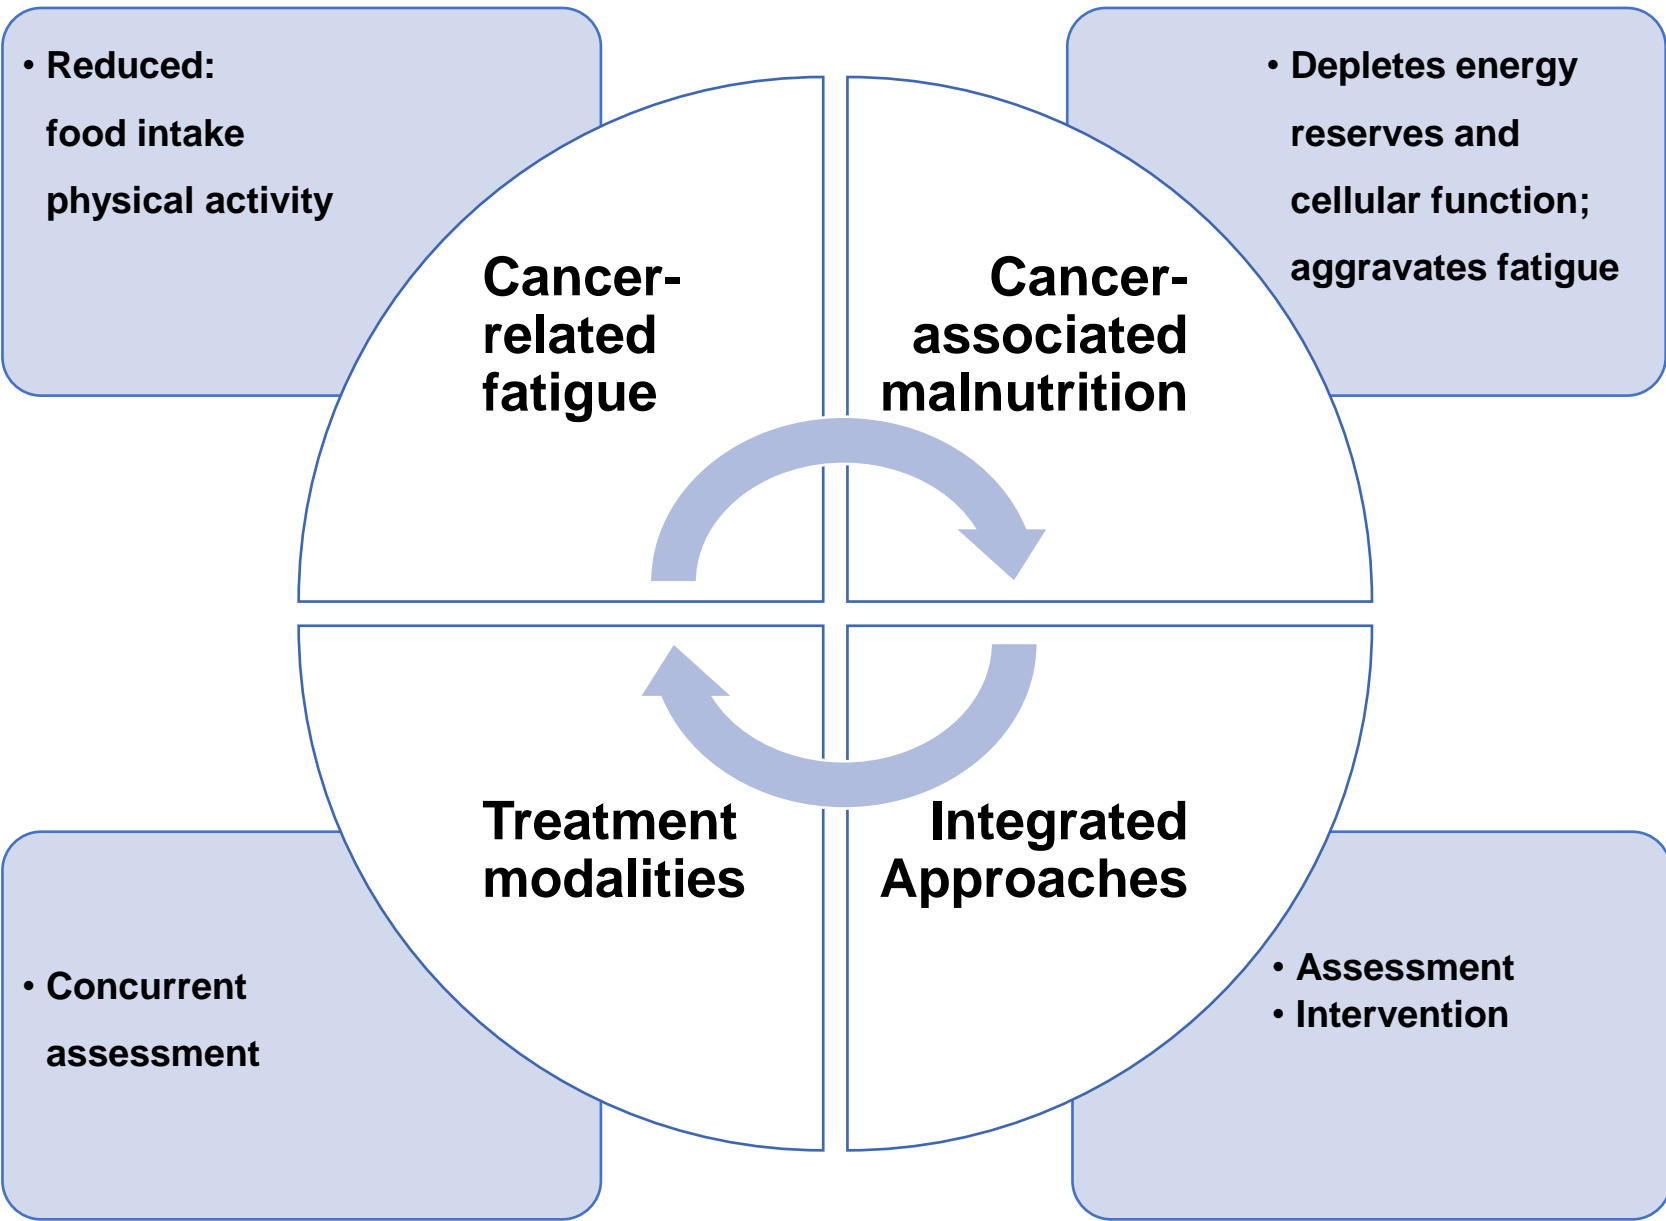 • Reduced:
food intake
physical activity
• Depletes energy
reserves and
cellular function;
aggravates fatigue
Cancer-
related
fatigue
Cancer-
associated
malnutrition
Treatment
modalities
Integrated
Approaches
• Concurrent
assessment
• Assessment
• Intervention